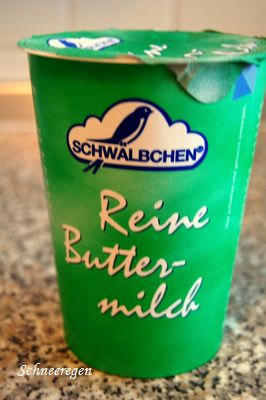 SCHWÄLBCHEN®
Reine
Butter-
milch
Schneeregen